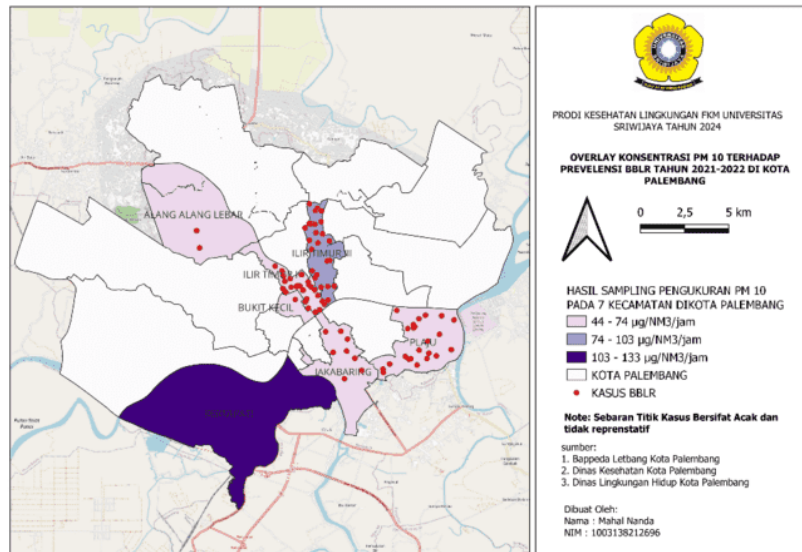 ALANG ALANG LEBAR
ILIR TIMUR III
ILIR TIMUR
BUKIT KECIL
PLAJU
JAKABARING
PRODI KESEHATAN LINGKUNGAN FKM UNIVERSITAS
SRIWIJAYA TAHUN 2024
OVERLAY KONSENTRASI PM 10 TERHADAP
PREVELENSI BBLR TAHUN 2021-2022 DI KOTA
PALEMBANG
0 2,5 5 km
HASIL SAMPLING PENGUKURAN PM 10
PADA 7 KECAMATAN DIKOTA PALEMBANG
44 - 74 µg/NM3/jam
74 - 103 µg/NM3/jam
103 - 133 µg/NM3/jam
KOTA PALEMBANG
KASUS BBLR
Note: Sebaran Titik Kasus Bersifat Acak dan
tidak reprenstatif
sumber:
1. Bappeda Letbang Kota Palembang
2. Dinas Kesehatan Kota Palembang
3. Dinas Lingkungan Hidup Kota Palembang
Dibuat Oleh:
Nama : Mahal Nanda
NIM : 1003138212696